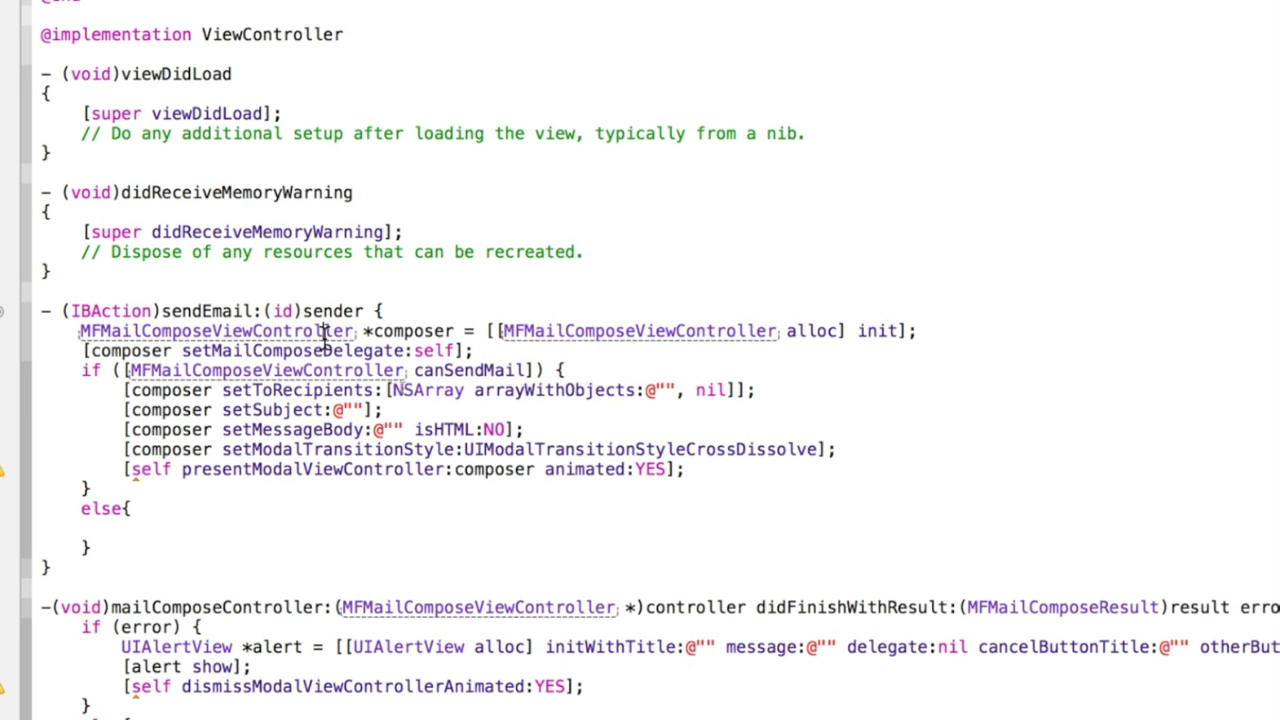 @end
@implementation ViewController
- (void)viewDidLoad
{
[super viewDidLoad];
// Do any additional setup after loading the view, typically from a nib.
}
- (void)didReceiveMemoryWarning
{
[super didReceiveMemoryWarning];
// Dispose of any resources that can be recreated.
}
- (IBAction)sendEmail:(id)sender {
MFMailComposeViewController *composer = [[MFMailComposeViewController alloc] init];
[composer setMailComposeDelegate:self];
if ([MFMailComposeViewController canSendMail]) {
[composer setToRecipients:[NSArray arrayWithObjects:@"", nil]];
[composer setSubject:@""];
[composer setMessageBody:@"" isHTML:NO];
[composer setModalTransitionStyle:UIModalTransitionStyleCrossDissolve];
[self presentModalViewController:composer animated:YES];
}
else{
}
}
-(void)mailComposeController:(MFMailComposeViewController *)controller didFinishWithResult:(MFMailComposeResult)result erro
if (error) {
UIAlertView *alert = [[UIAlertView alloc] initWithTitle:@"" message:@"" delegate:nil cancelButtonTitle:@"" otherBut
[alert show];
[self dismissModalViewControllerAnimated:YES];
}